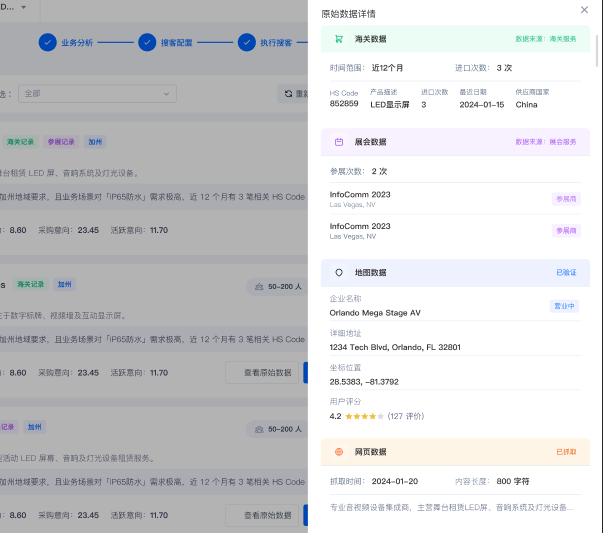 D...
业务分析
搜客配置
执行搜客
选：
全部
重新
海关记录 参展记录 加州
舞台租赁 LED 屏、音响系统及灯光设备。
加州地域要求，且业务场景对「IP65防水」需求极高，近 12 个月有 3 笔相关 HS Code
8.60 采购意向：23.45 活跃意向：11.70
海关记录 加州
50–200 人
注于数字标牌、视频墙及互动显示屏。
加州地域要求，且业务场景对「IP65防水」需求极高，近 12 个月有 3 笔相关 HS Code
8.60 采购意向：23.45 活跃意向：11.70
查看原始数据
记录 加州
50–200 人
活动 LED 屏幕、音响及灯光设备租赁服务。
加州地域要求，且业务场景对「IP65防水」需求极高，近 12 个月有 3 笔相关 HS Code
8.60 采购意向：23.45 活跃意向：11.70
查看原始数据
原始数据详情
海关数据 数据来源：海关服务
时间范围：近12个月 进口次数：3 次
HS Code 产品描述 进口次数 最近日期 供应商国家
852859 LED显示屏 3 2024-01-15 China
展会数据 数据来源：展会服务
参展次数：2 次
InfoComm 2023
Las Vegas, NV
参展商
InfoComm 2023
Las Vegas, NV
参展商
地图数据 已验证
企业名称
Orlando Mega Stage AV
营业中
详细地址
1234 Tech Blvd, Orlando, FL 32801
坐标位置
28.5383, −81.3792
用户评分
4.2 ★★★★★ (127 评价)
网页数据 已抓取
抓取时间：2024-01-20 内容长度：800 字符
专业音视频设备集成商，主营舞台租赁LED屏、音响系统及灯光设备...